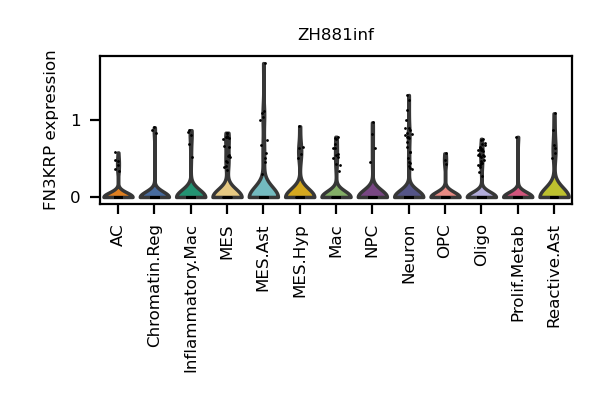 ZH881inf
FN3KRP expression
1
0
AC
Chromatin.Reg
Inflammatory.Mac
MES
MES.Ast
MES.Hyp
Mac
NPC
Neuron
OPC
Oligo
Prolif.Metab
Reactive.Ast